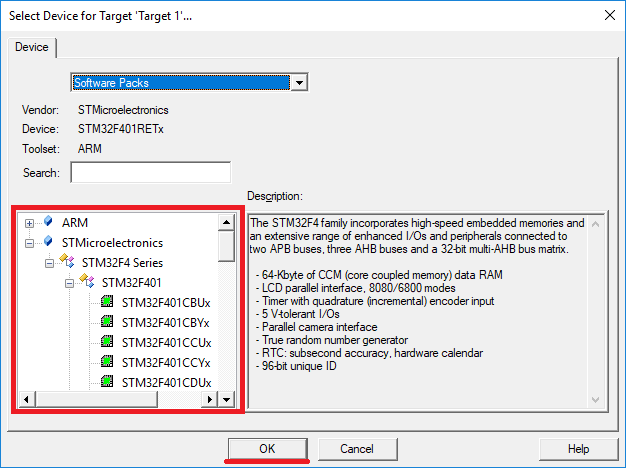 Select Device for Target 'Target 1'...
Device
Software Packs
Vendor: STMicroelectronics
Device: STM32F401RETx
Toolset: ARM
Search:
ARM
STMicroelectronics
STM32F4 Series
STM32F401
STM32F401CBUx
STM32F401CBYx
STM32F401CCUx
STM32F401CCYx
STM32F401CDUx
Description:
The STM32F4 family incorporates high-speed embedded memories and
an extensive range of enhanced I/Os and peripherals connected to
two APB buses, three AHB buses and a 32-bit multi-AHB bus matrix.
- 64-Kbyte of CCM (core coupled memory) data RAM
- LCD parallel interface, 8080/6800 modes
- Timer with quadrature (incremental) encoder input
- 5 V-tolerant I/Os
- Parallel camera interface
- True random number generator
- RTC: subsecond accuracy, hardware calendar
- 96-bit unique ID
OK Cancel Help